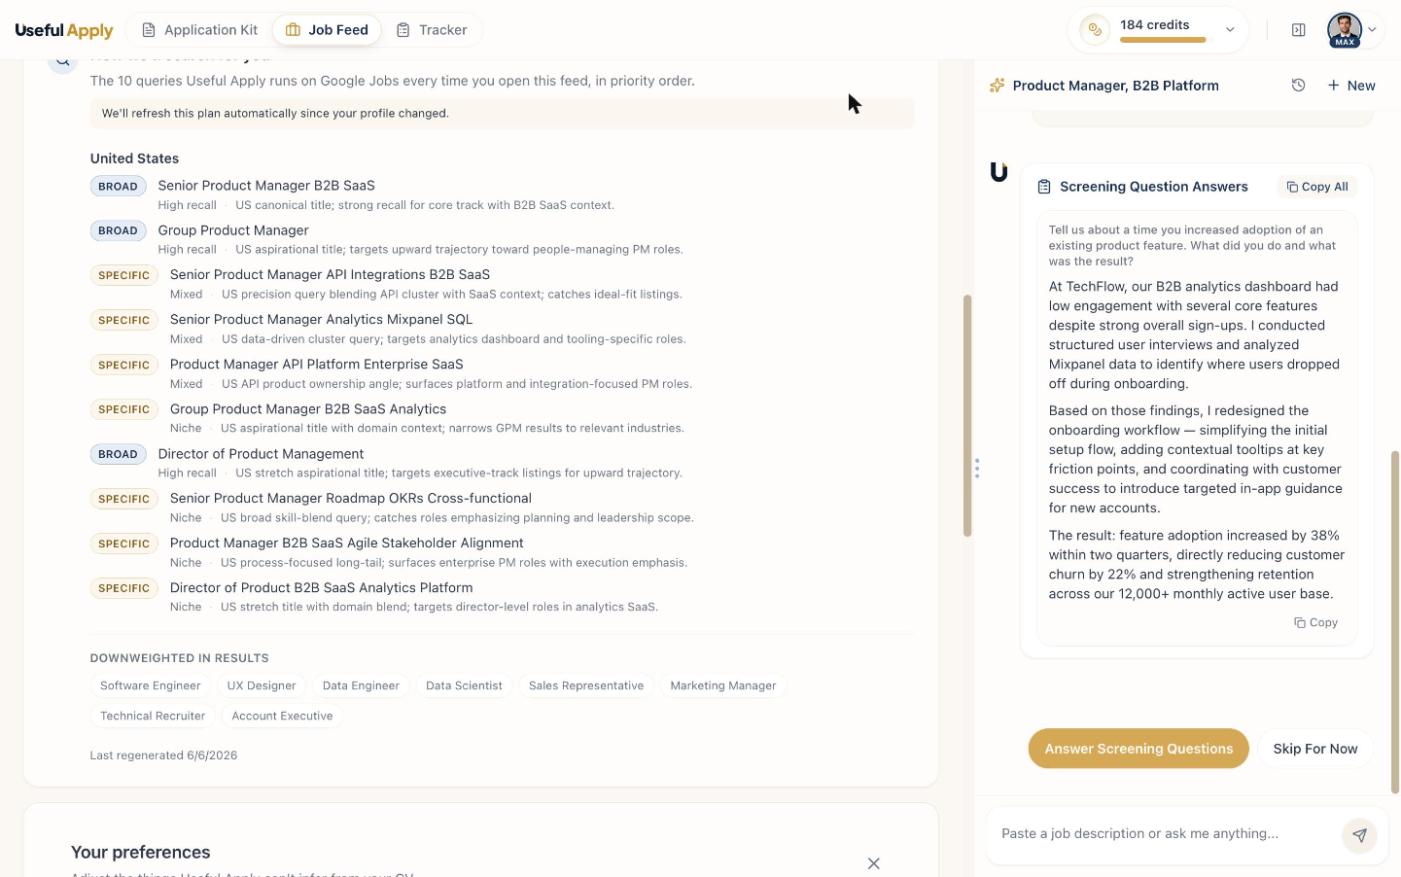 Useful Apply
Application Kit
Job Feed
Tracker
184 credits
MAX
The 10 queries Useful Apply runs on Google Jobs every time you open this feed, in priority order.
We'll refresh this plan automatically since your profile changed.
United States
BROAD Senior Product Manager B2B SaaS
High recall · US canonical title; strong recall for core track with B2B SaaS context.
BROAD Group Product Manager
High recall · US aspirational title; targets upward trajectory toward people-managing PM roles.
SPECIFIC Senior Product Manager API Integrations B2B SaaS
Mixed · US precision query blending API cluster with SaaS context; catches ideal-fit listings.
SPECIFIC Senior Product Manager Analytics Mixpanel SQL
Mixed · US data-driven cluster query; targets analytics dashboard and tooling-specific roles.
SPECIFIC Product Manager API Platform Enterprise SaaS
Mixed · US API product ownership angle; surfaces platform and integration-focused PM roles.
SPECIFIC Group Product Manager B2B SaaS Analytics
Niche · US aspirational title with domain context; narrows GPM results to relevant industries.
BROAD Director of Product Management
High recall · US stretch aspirational title; targets executive-track listings for upward trajectory.
SPECIFIC Senior Product Manager Roadmap OKRs Cross-functional
Niche · US broad skill-blend query; catches roles emphasizing planning and leadership scope.
SPECIFIC Product Manager B2B SaaS Agile Stakeholder Alignment
Niche · US process-focused long-tail; surfaces enterprise PM roles with execution emphasis.
SPECIFIC Director of Product B2B SaaS Analytics Platform
Niche · US stretch title with domain blend; targets director-level roles in analytics SaaS.
DOWNWEIGHTED IN RESULTS
Software Engineer
UX Designer
Data Engineer
Data Scientist
Sales Representative
Marketing Manager
Technical Recruiter
Account Executive
Last regenerated 6/6/2026
Your preferences
Product Manager, B2B Platform
+ New
Screening Question Answers
Copy All
Tell us about a time you increased adoption of an
existing product feature. What did you do and what
was the result?
At TechFlow, our B2B analytics dashboard had
low engagement with several core features
despite strong overall sign-ups. I conducted
structured user interviews and analyzed
Mixpanel data to identify where users dropped
off during onboarding.
Based on those findings, I redesigned the
onboarding workflow — simplifying the initial
setup flow, adding contextual tooltips at key
friction points, and coordinating with customer
success to introduce targeted in-app guidance
for new accounts.
The result: feature adoption increased by 38%
within two quarters, directly reducing customer
churn by 22% and strengthening retention
across our 12,000+ monthly active user base.
Copy
Answer Screening Questions
Skip For Now
Paste a job description or ask me anything...